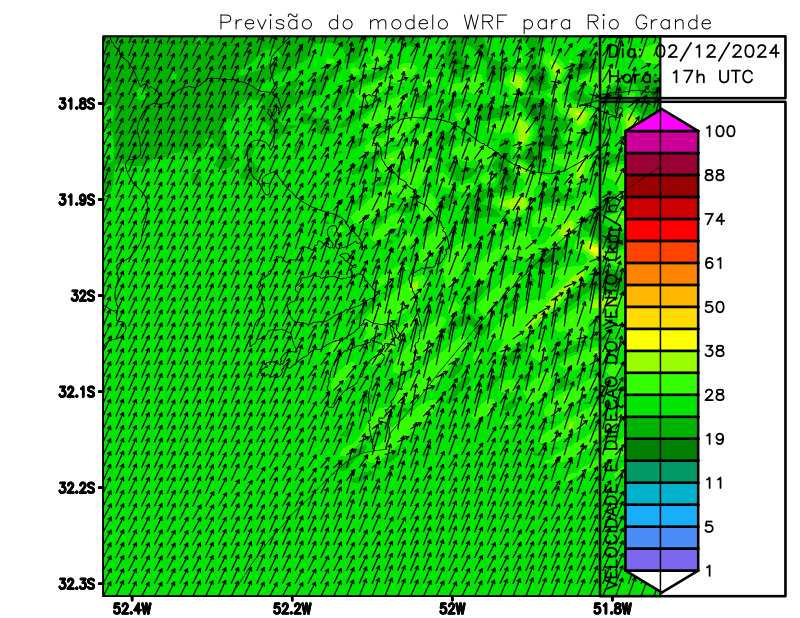 Previsão do modelo WRF para Rio Grande
Dia: 02/12/2024
Hora: 17h UTC
31.8S
31.9S
32S
32.1S
32.2S
32.3S
52.4W
52.2W
52W
51.8W
VELOCIDADE E DIREÇÃO DO VENTO (km/h)
100
88
74
61
50
38
28
19
11
5
1